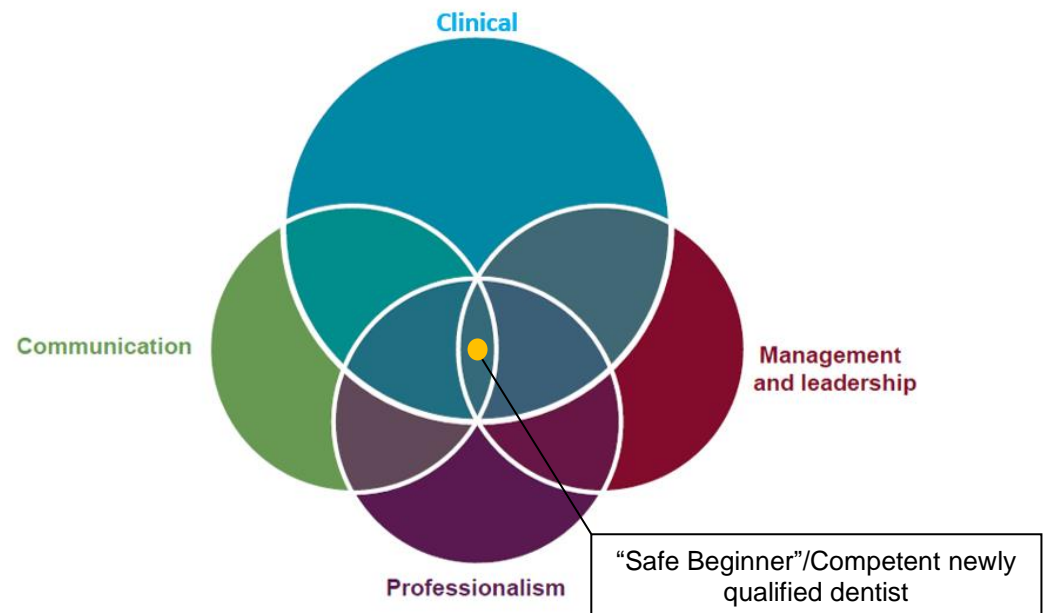 Clinical
Communication
Management
and leadership
Professionalism
“Safe Beginner”/Competent newly
qualified dentist